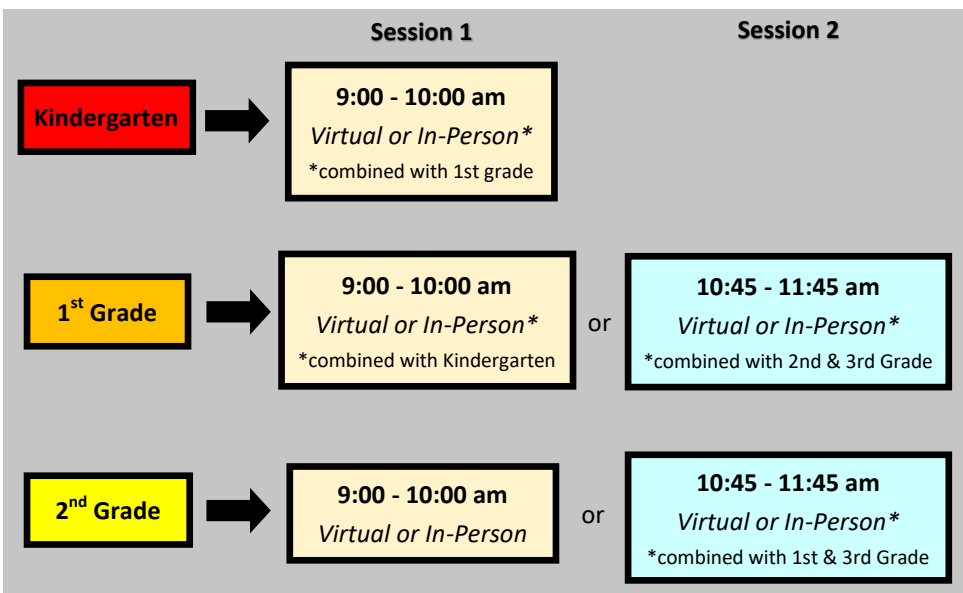 Session 1
Session 2
Kindergarten
9:00 - 10:00 am
Virtual or In-Person*
*combined with 1st grade
1st Grade
9:00 - 10:00 am
Virtual or In-Person*
*combined with Kindergarten
or
10:45 - 11:45 am
Virtual or In-Person*
*combined with 2nd & 3rd Grade
2nd Grade
9:00 - 10:00 am
Virtual or In-Person
or
10:45 - 11:45 am
Virtual or In-Person*
*combined with 1st & 3rd Grade